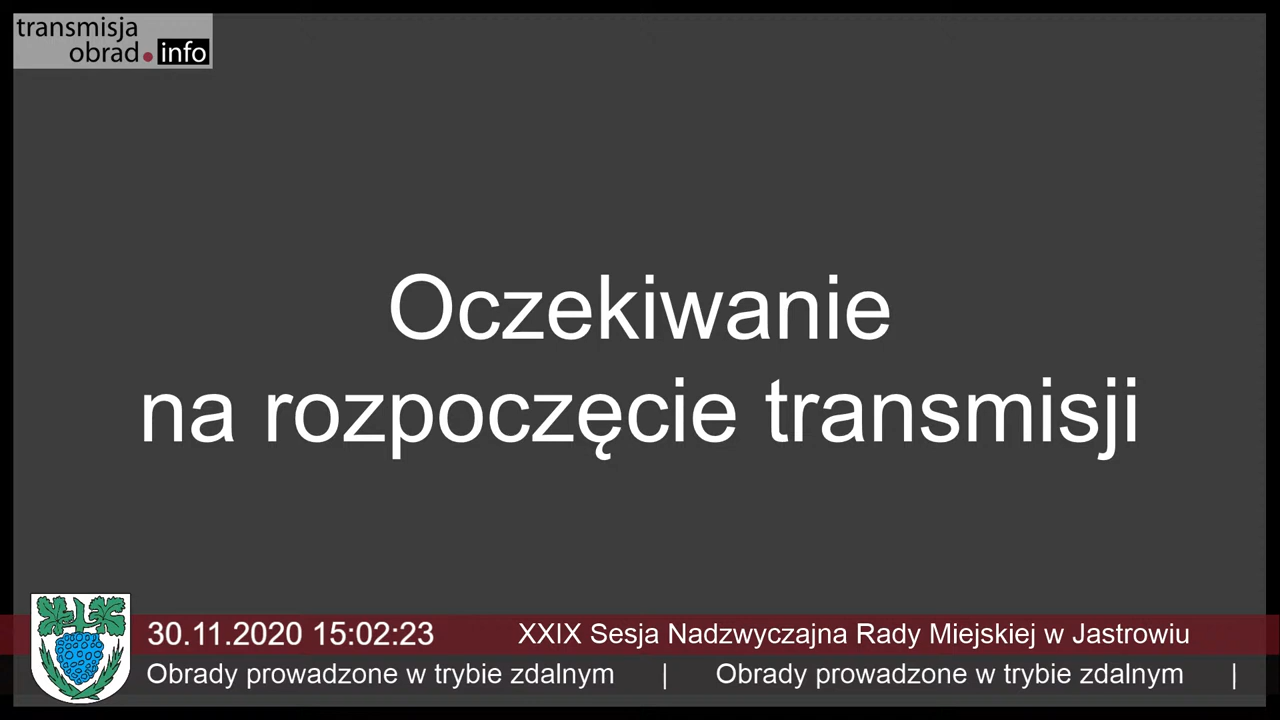 transmisja
obrad.info
Oczekiwanie
na rozpoczęcie transmisji
30.11.2020 15:02:23 XXIX Sesja Nadzwyczajna Rady Miejskiej w Jastrowiu
Obrady prowadzone w trybie zdalnym | Obrady prowadzone w trybie zdalnym |